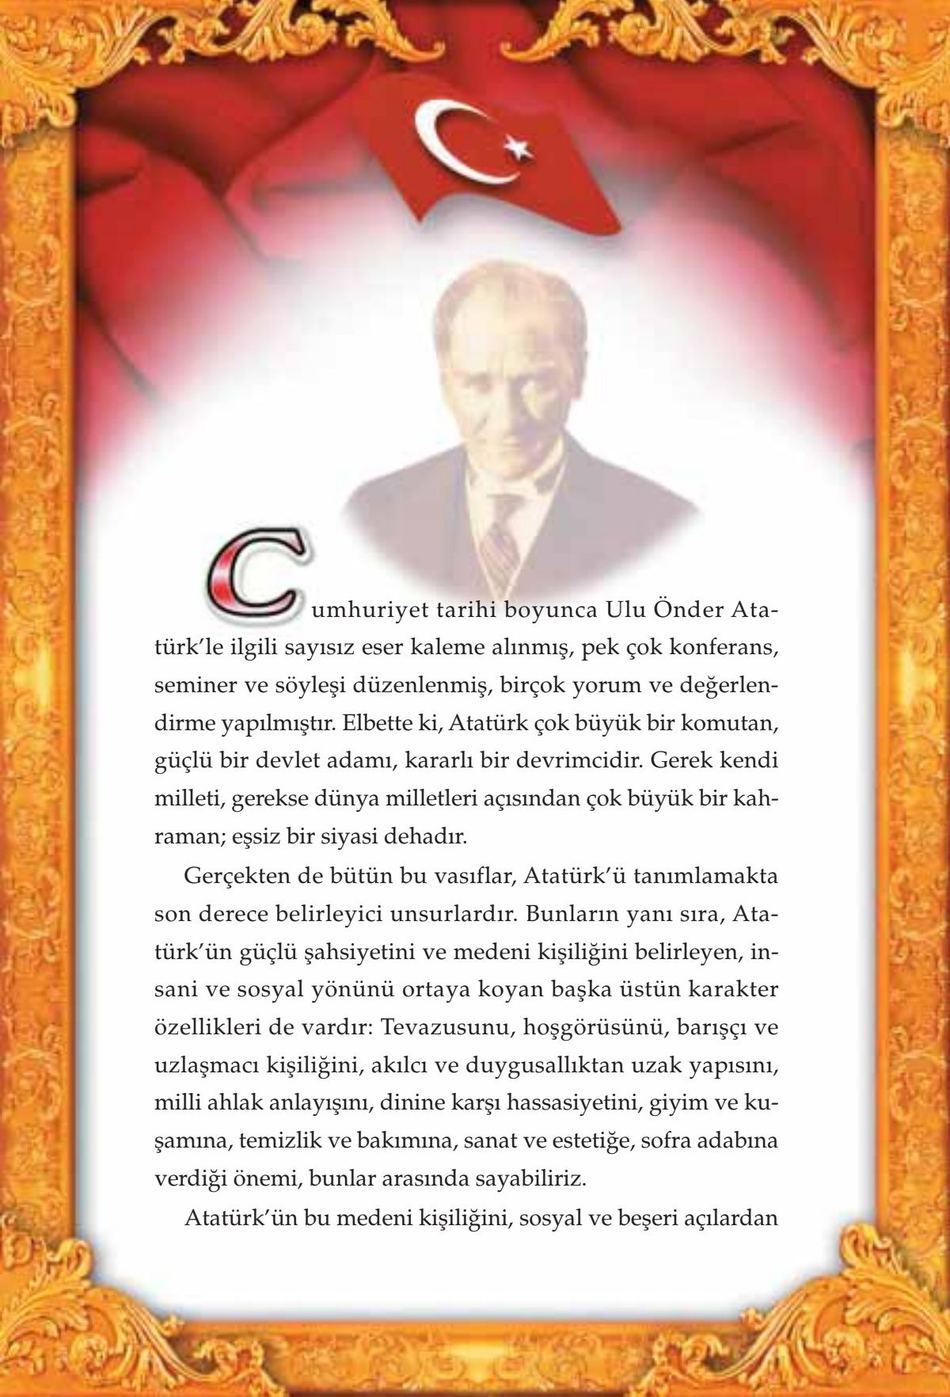 Cumhuriyet tarihi boyunca Ulu Önder Ata-
türk’le ilgili sayısız eser kaleme alınmış, pek çok konferans,
seminer ve söyleşi düzenlenmiş, birçok yorum ve değerlen-
dirme yapılmıştır. Elbette ki, Atatürk çok büyük bir komutan,
güçlü bir devlet adamı, kararlı bir devrimcidir. Gerek kendi
milleti, gerekse dünya milletleri açısından çok büyük bir kah-
raman; eşsiz bir siyasi dehadır.
Gerçekten de bütün bu vasıflar, Atatürk’ü tanımlamakta
son derece belirleyici unsurlardır. Bunların yanı sıra, Ata-
türk’ün güçlü şahsiyetini ve medeni kişiliğini belirleyen, in-
sani ve sosyal yönünü ortaya koyan başka üstün karakter
özellikleri de vardır: Tevazusunu, hoşgörüsünü, barışçı ve
uzlaşmacı kişiliğini, akılcı ve duygusallıktan uzak yapısını,
milli ahlak anlayışını, dinine karşı hassasiyetini, giyim ve ku-
şamına, temizlik ve bakımına, sanat ve estetiğe, sofra adabına
verdiği önemi, bunlar arasında sayabiliriz.
Atatürk’ün bu medeni kişiliğini, sosyal ve beşeri açılardan